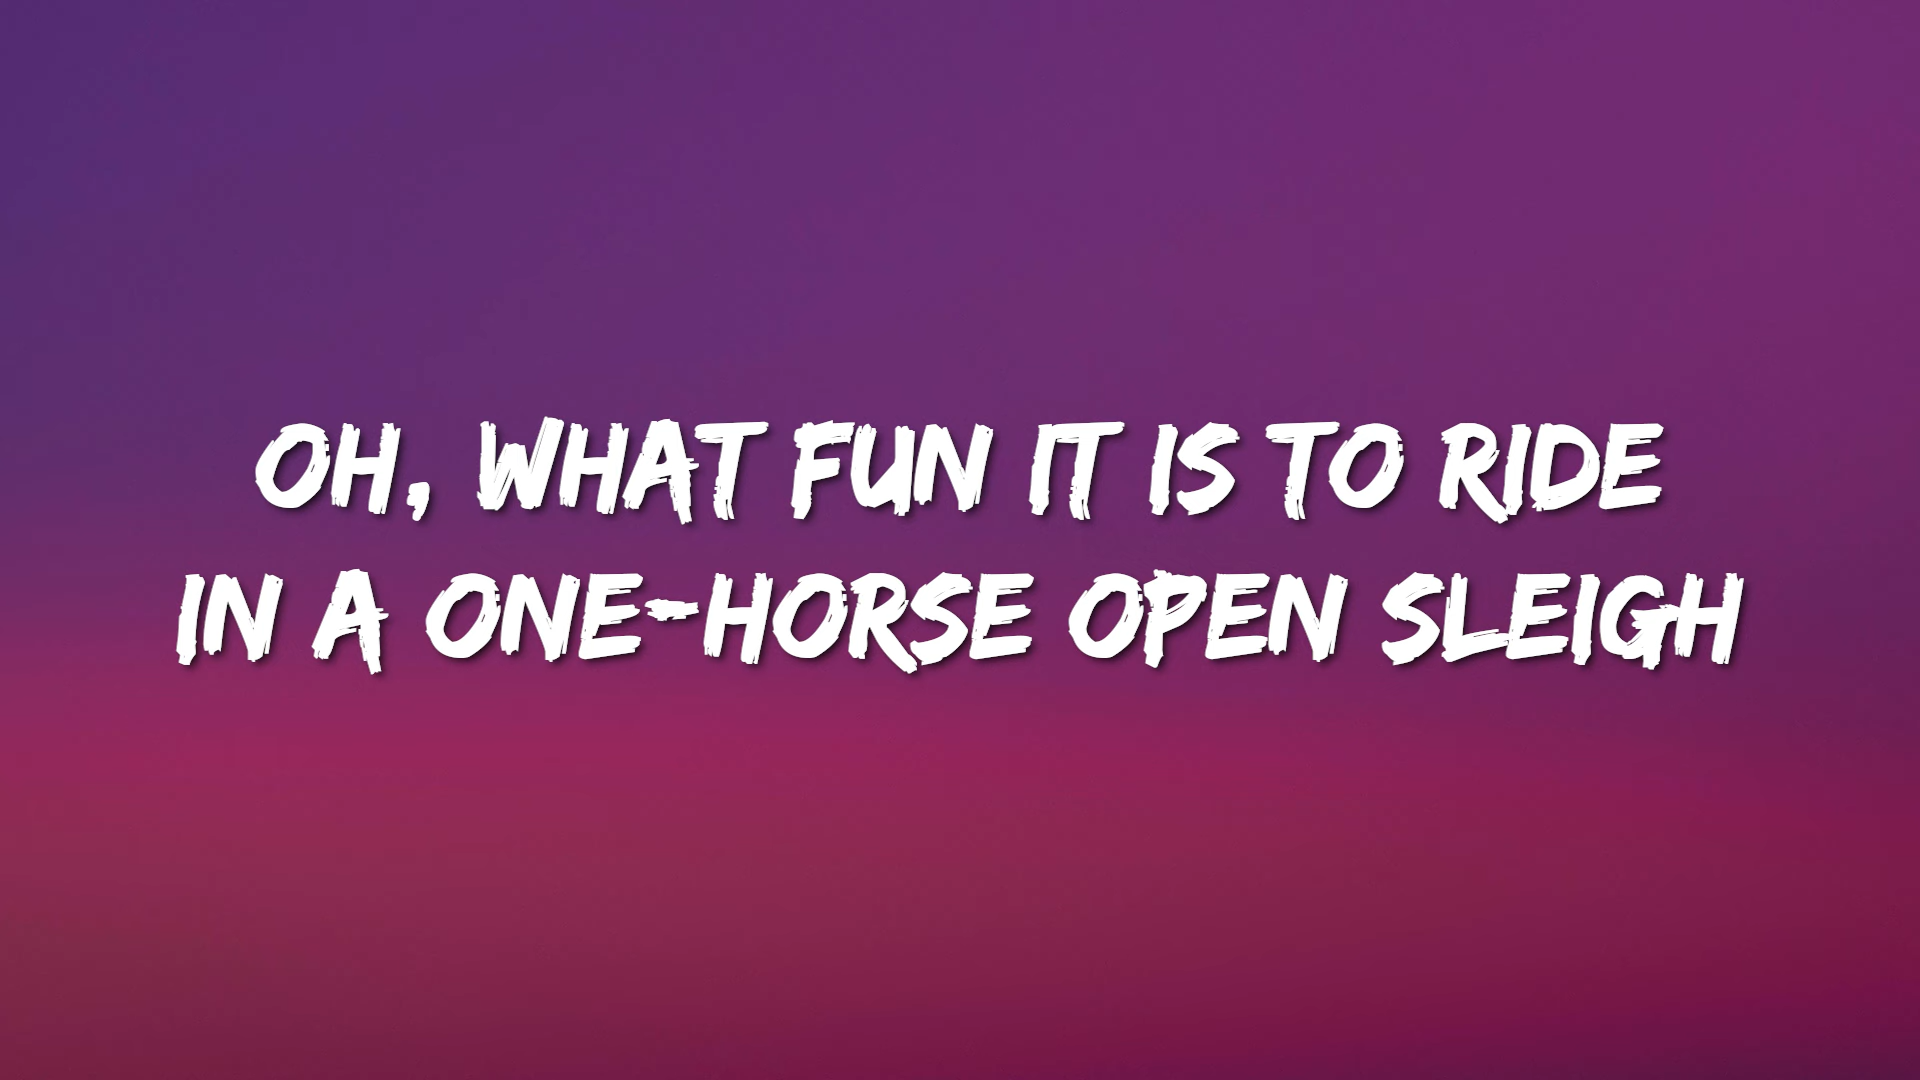 OH, WHAT FUN IT IS TO RIDE
IN A ONE-HORSE OPEN SLEIGH